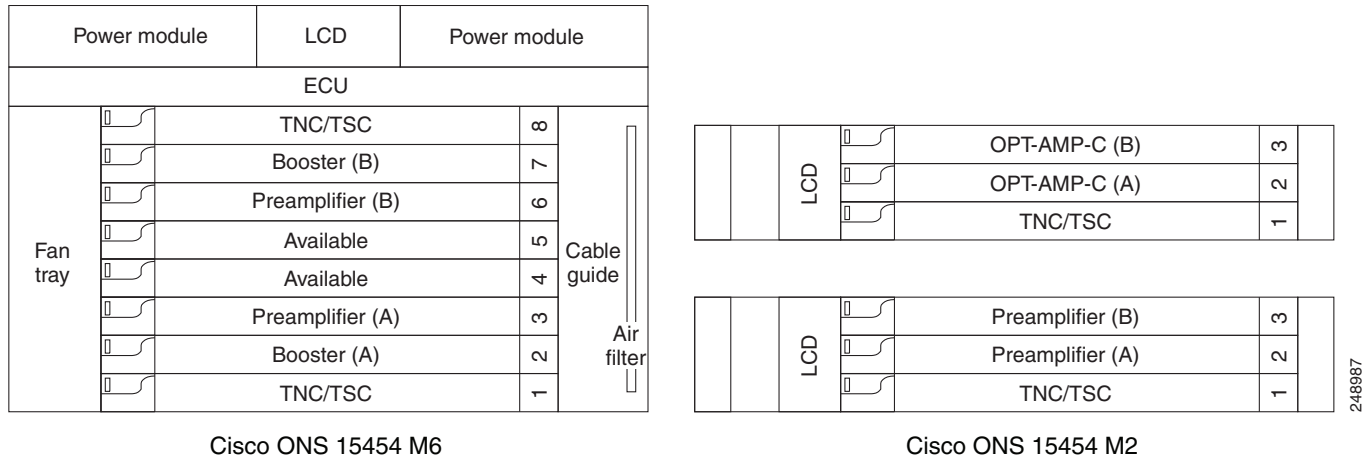 Power module LCD Power module
ECU
TNC/TSC 8
Booster (B) 7
Preamplifier (B) 6
Available 5
Available 4
Preamplifier (A) 3
Booster (A) 2
TNC/TSC 1
Fan
tray
Cable
guide
Air
filter
Cisco ONS 15454 M6
LCD
OPT-AMP-C (B) 3
OPT-AMP-C (A) 2
TNC/TSC 1
LCD
Preamplifier (B) 3
Preamplifier (A) 2
TNC/TSC 1
Cisco ONS 15454 M2
248987